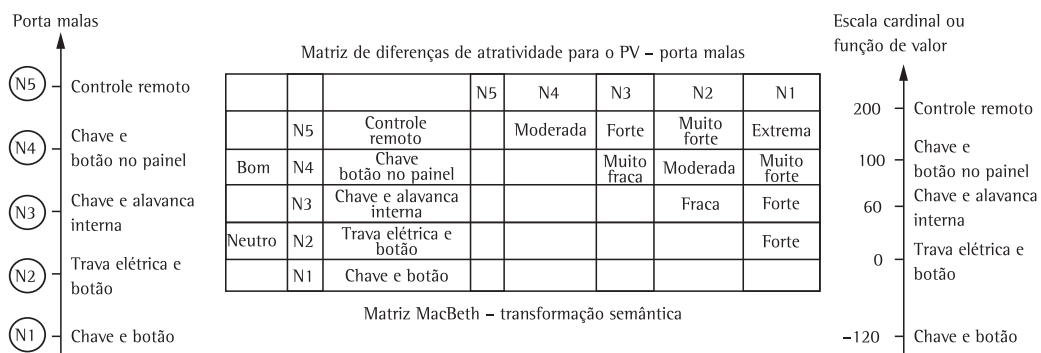 Porta malas
N5
Controle remoto
N4
Chave e
botão no painel
N3
Chave e alavanca
interna
N2
Trava elétrica e
botão
N1
Chave e botão
Matriz de diferenças de atratividade para o PV – porta malas
N5 N4 N3 N2 N1
N5 Controle remoto Moderada Forte Muito forte Extrema
Bom N4 Chave botão no painel Muito fraca Moderada Muito forte
N3 Chave e alavanca interna Fraca Forte
Neutro N2 Trava elétrica e botão Forte
N1 Chave e botão
Matriz MacBeth – transformação semântica
Escala cardinal ou
função de valor
200 Controle remoto
Chave e
100
botão no painel
60 Chave e alavanca
interna
0 Trava elétrica e
botão
–120 Chave e botão